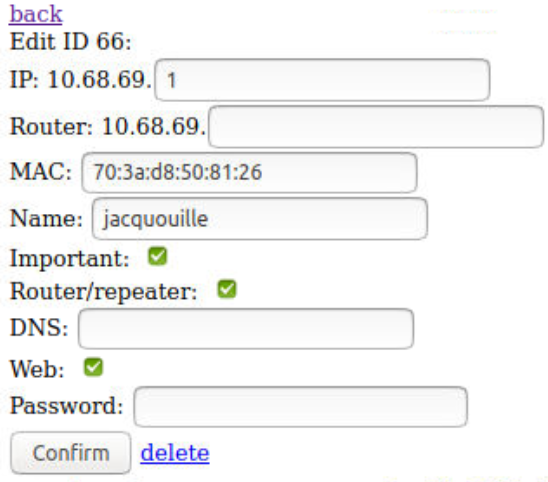 back
Edit ID 66:
IP: 10.68.69. 1
Router: 10.68.69.
MAC: 70:3a:d8:50:81:26
Name: jacquouille
Important:
Router/repeater:
DNS:
Web:
Password:
Confirm delete